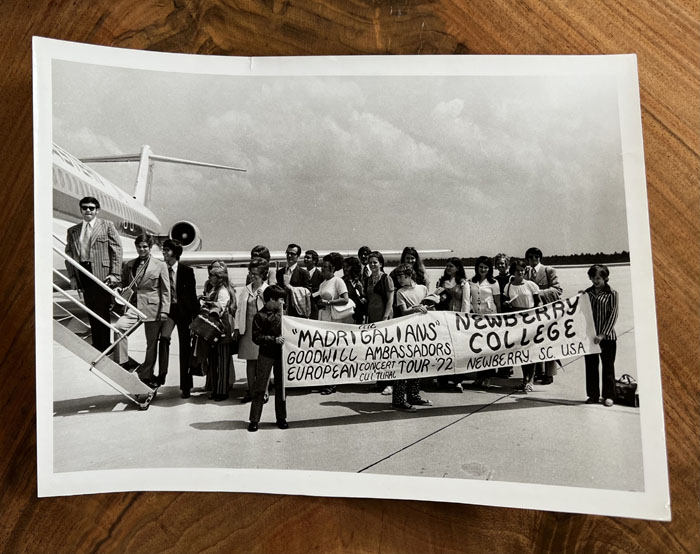 THE
"MADRIGALIANS"
GOODWILL AMBASSADORS
EUROPEAN CONCERT CULTURAL TOUR-'72
NEWBERRY
COLLEGE
NEWBERRY, SC. USA